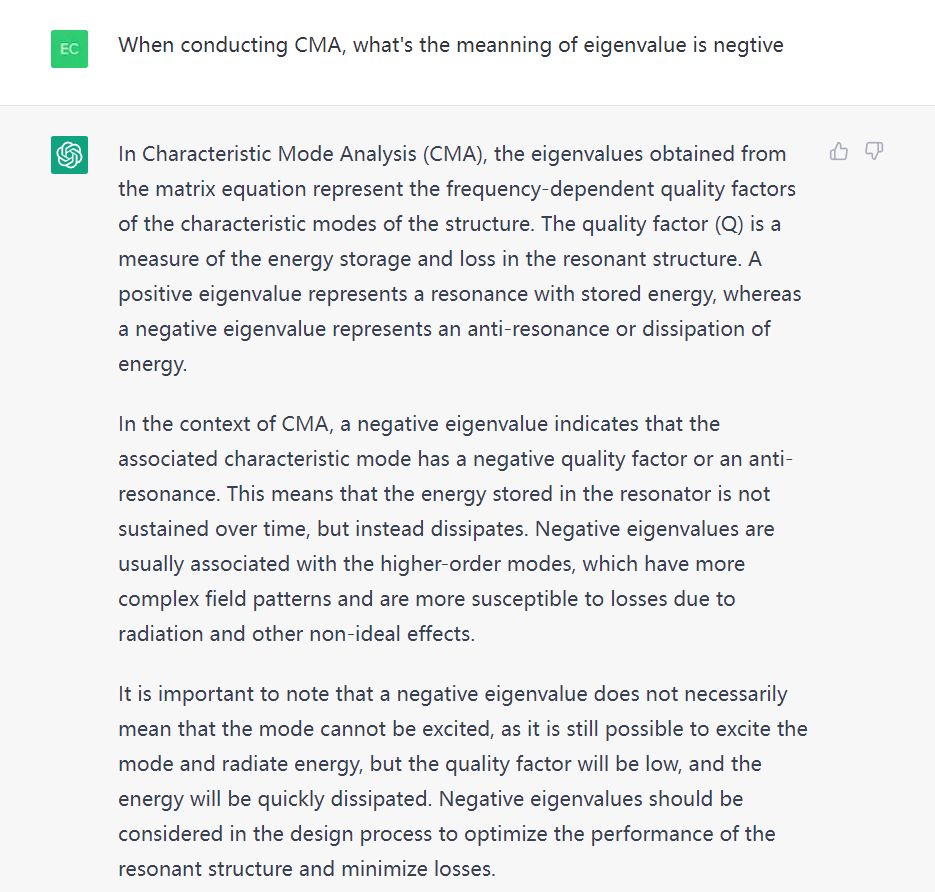 EC
When conducting CMA, what's the meanning of eigenvalue is negtive
In Characteristic Mode Analysis (CMA), the eigenvalues obtained from
the matrix equation represent the frequency-dependent quality factors
of the characteristic modes of the structure. The quality factor (Q) is a
measure of the energy storage and loss in the resonant structure. A
positive eigenvalue represents a resonance with stored energy, whereas
a negative eigenvalue represents an anti-resonance or dissipation of
energy.
In the context of CMA, a negative eigenvalue indicates that the
associated characteristic mode has a negative quality factor or an anti-
resonance. This means that the energy stored in the resonator is not
sustained over time, but instead dissipates. Negative eigenvalues are
usually associated with the higher-order modes, which have more
complex field patterns and are more susceptible to losses due to
radiation and other non-ideal effects.
It is important to note that a negative eigenvalue does not necessarily
mean that the mode cannot be excited, as it is still possible to excite the
mode and radiate energy, but the quality factor will be low, and the
energy will be quickly dissipated. Negative eigenvalues should be
considered in the design process to optimize the performance of the
resonant structure and minimize losses.